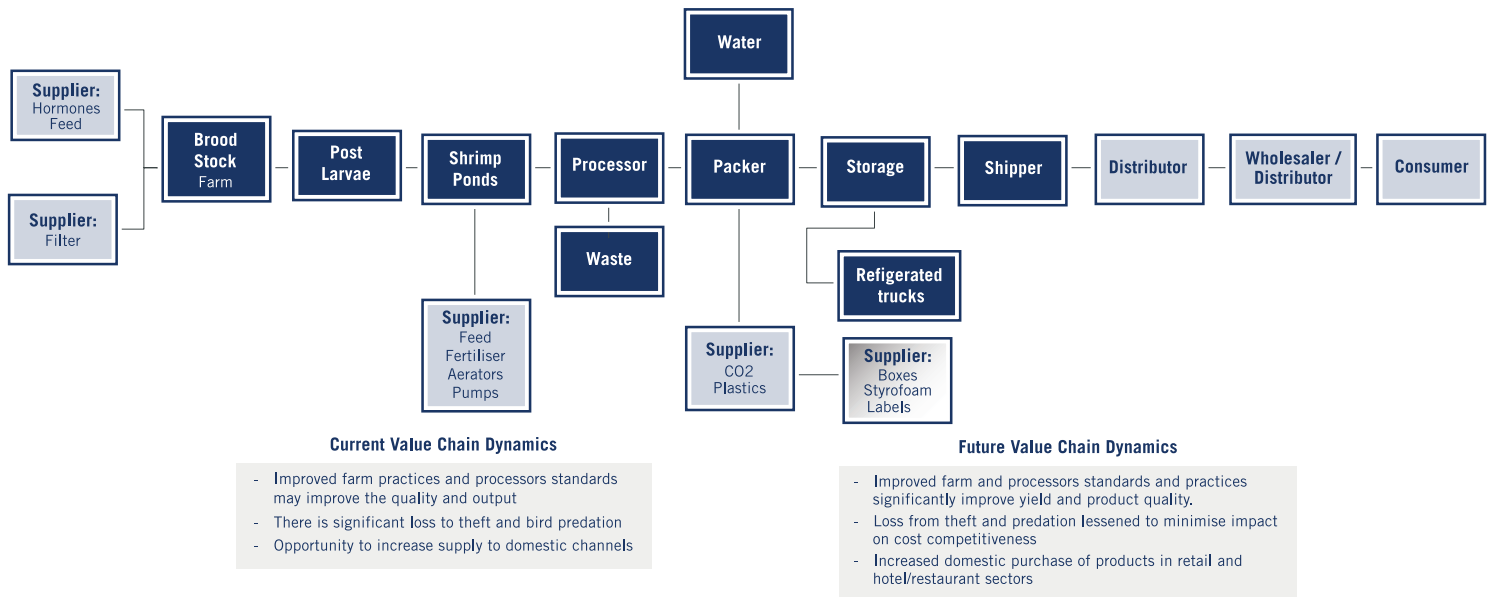 Water
Supplier:
Hormones
Feed
Supplier:
Filter
Brood
Stock
Farm
Post
Larvae
Shrimp
Ponds
Processor
Packer
Storage
Shipper
Distributor
Wholesaler /
Distributor
Consumer
Waste
Refigerated
trucks
Supplier:
Feed
Fertiliser
Aerators
Pumps
Supplier:
CO2
Plastics
Supplier:
Boxes
Styrofoam
Labels
Current Value Chain Dynamics
- Improved farm practices and processors standards
may improve the quality and output
- There is significant loss to theft and bird predation
- Opportunity to increase supply to domestic channels
Future Value Chain Dynamics
- Improved farm and processors standards and practices
significantly improve yield and product quality.
- Loss from theft and predation lessened to minimise impact
on cost competitiveness
- Increased domestic purchase of products in retail and
hotel/restaurant sectors